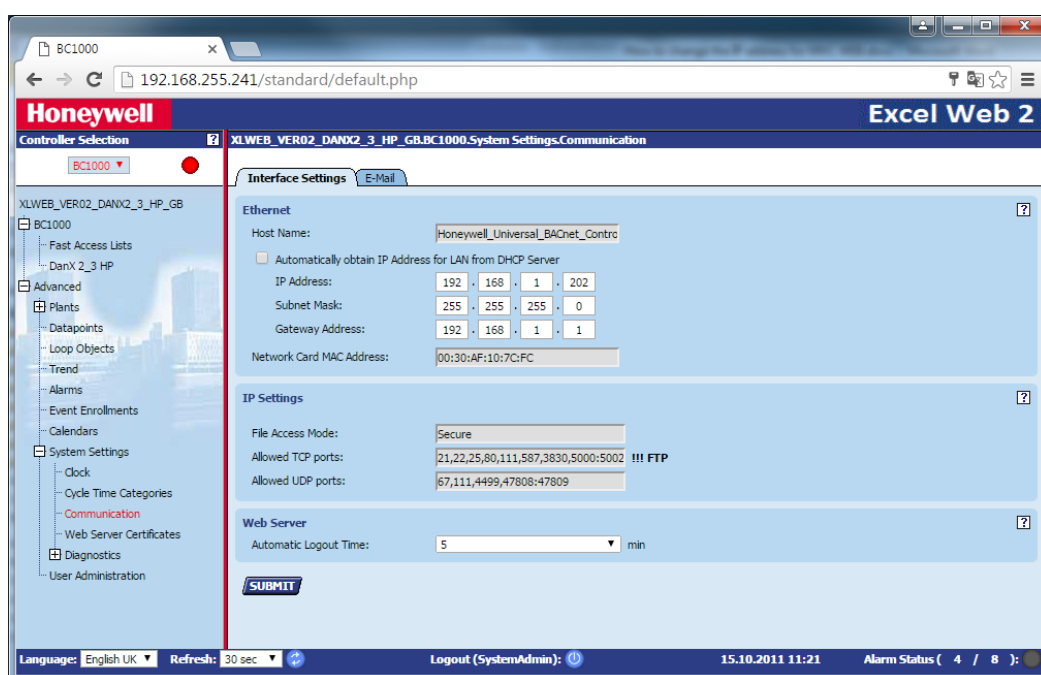 BC1000
192.168.255.241/standard/default.php
Honeywell
Excel Web 2
Controller Selection ?
XLWEB_VER02_DANX2_3_HP_GB.BC1000.System Settings.Communication
BC1000
Interface Settings E-Mail
XLWEB_VER02_DANX2_3_HP_GB
BC1000
Fast Access Lists
DanX 2_3 HP
Advanced
Plants
Datapoints
Loop Objects
Trend
Alarms
Event Enrollments
Calendars
System Settings
Clock
Cycle Time Categories
Communication
Web Server Certificates
Diagnostics
User Administration
Ethernet ?
Host Name: Honeywell_Universal_BACnet_Contro
Automatically obtain IP Address for LAN from DHCP Server
IP Address: 192 . 168 . 1 . 202
Subnet Mask: 255 . 255 . 255 . 0
Gateway Address: 192 . 168 . 1 . 1
Network Card MAC Address: 00:30:AF:10:7C:FC
IP Settings ?
File Access Mode: Secure
Allowed TCP ports: 21,22,25,80,111,587,3830,5000:5002 !!! FTP
Allowed UDP ports: 67,111,4499,47808:47809
Web Server ?
Automatic Logout Time: 5 min
SUBMIT
Language: English UK Refresh: 30 sec Logout (SystemAdmin): 15.10.2011 11:21 Alarm Status ( 4 / 8 ):